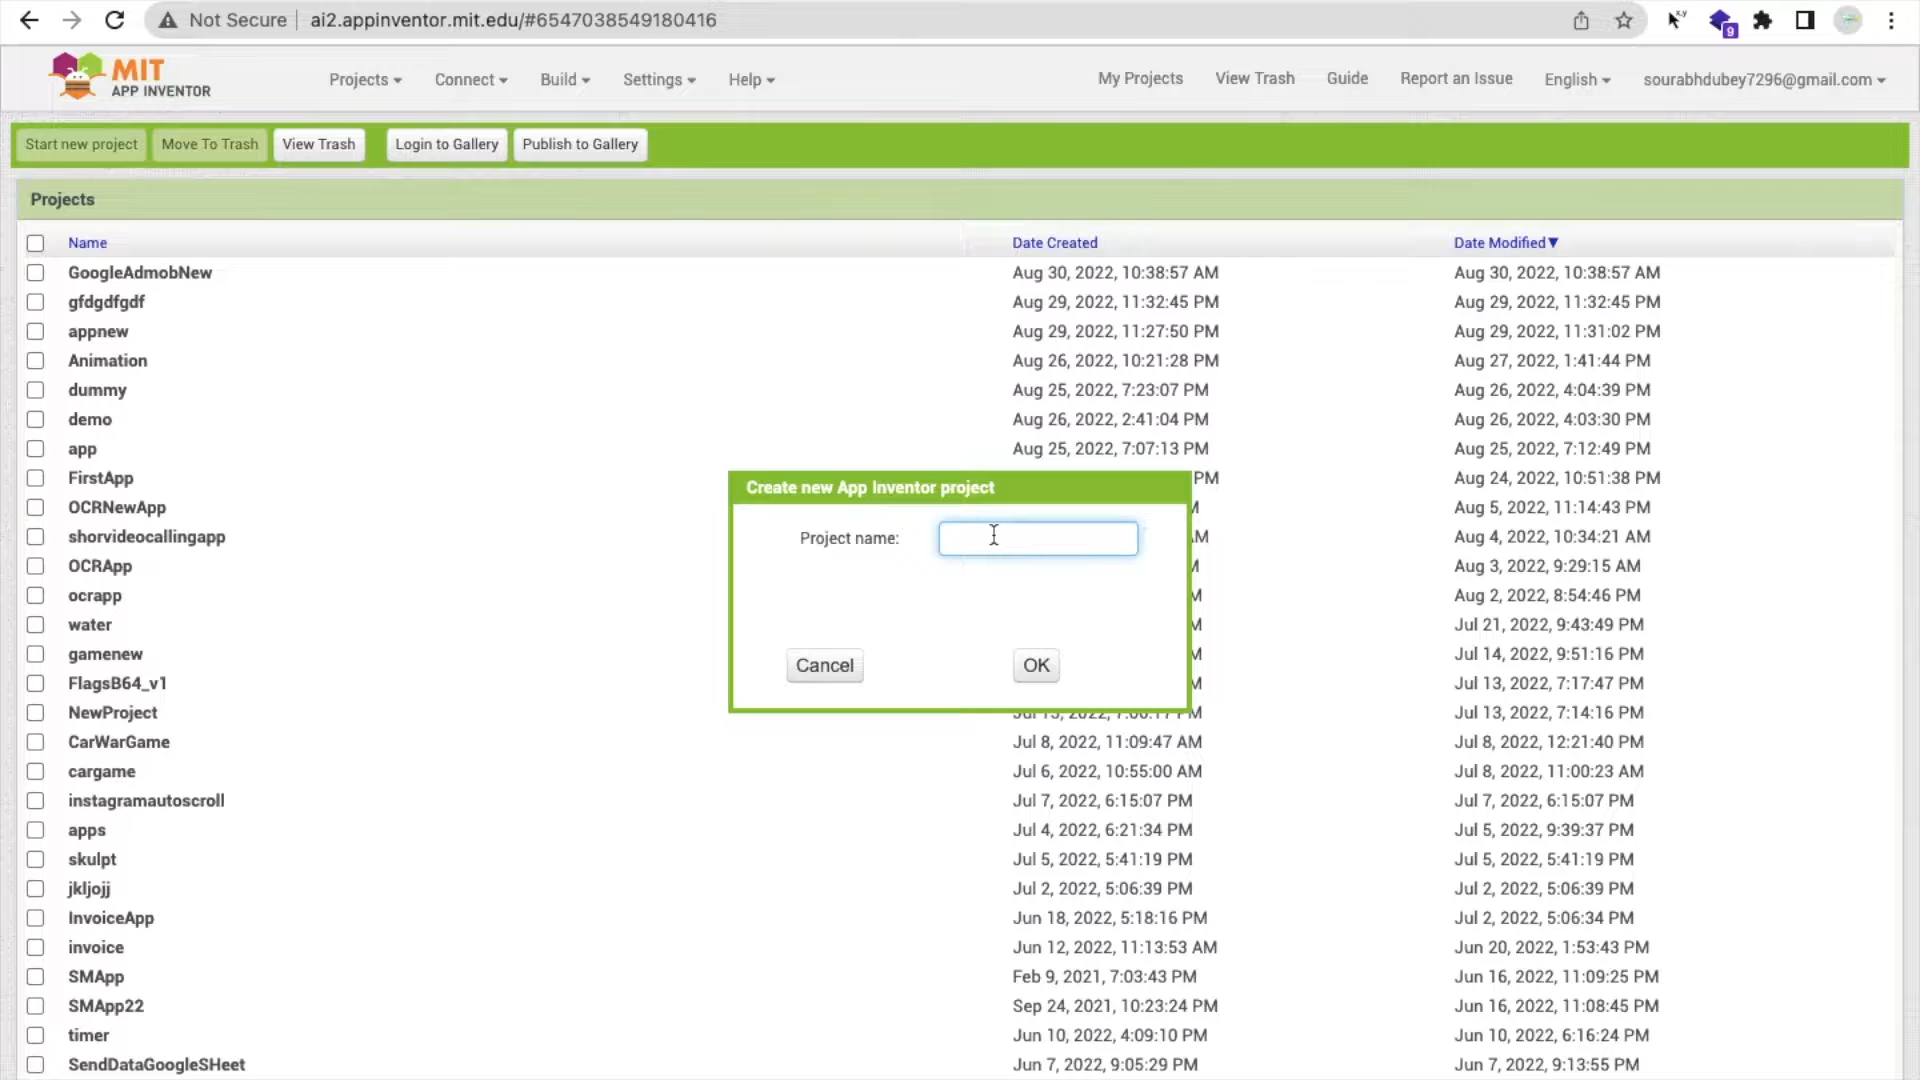 Not Secure | ai2.appinventor.mit.edu/#6547038549180416
9
MIT
APP INVENTOR
Projects Connect Build Settings Help My Projects View Trash Guide Report an Issue English sourabhdubey7296@gmail.com
Start new project Move To Trash View Trash Login to Gallery Publish to Gallery
Projects
Name Date Created Date Modified▼
GoogleAdmobNew Aug 30, 2022, 10:38:57 AM Aug 30, 2022, 10:38:57 AM
gfdgdfgdf Aug 29, 2022, 11:32:45 PM Aug 29, 2022, 11:32:45 PM
appnew Aug 29, 2022, 11:27:50 PM Aug 29, 2022, 11:31:02 PM
Animation Aug 26, 2022, 10:21:28 PM Aug 27, 2022, 1:41:44 PM
dummy Aug 25, 2022, 7:23:07 PM Aug 26, 2022, 4:04:39 PM
demo Aug 26, 2022, 2:41:04 PM Aug 26, 2022, 4:03:30 PM
app Aug 25, 2022, 7:07:13 PM Aug 25, 2022, 7:12:49 PM
FirstApp PM Aug 24, 2022, 10:51:38 PM
OCRNewApp Aug 5, 2022, 11:14:43 PM
shorvideocallingapp Aug 4, 2022, 10:34:21 AM
OCRApp Aug 3, 2022, 9:29:15 AM
ocrapp Aug 2, 2022, 8:54:46 PM
water Jul 21, 2022, 9:43:49 PM
gamenew Jul 14, 2022, 9:51:16 PM
FlagsB64_v1 Jul 13, 2022, 7:17:47 PM
NewProject Jul 13, 2022, 7:14:16 PM
CarWarGame Jul 8, 2022, 11:09:47 AM Jul 8, 2022, 12:21:40 PM
cargame Jul 6, 2022, 10:55:00 AM Jul 8, 2022, 11:00:23 AM
instagramautoscroll Jul 7, 2022, 6:15:07 PM Jul 7, 2022, 6:15:07 PM
apps Jul 4, 2022, 6:21:34 PM Jul 5, 2022, 9:39:37 PM
skulpt Jul 5, 2022, 5:41:19 PM Jul 5, 2022, 5:41:19 PM
jkljojj Jul 2, 2022, 5:06:39 PM Jul 2, 2022, 5:06:39 PM
InvoiceApp Jun 18, 2022, 5:18:16 PM Jul 2, 2022, 5:06:34 PM
invoice Jun 12, 2022, 11:13:53 AM Jun 20, 2022, 1:53:43 PM
SMApp Feb 9, 2021, 7:03:43 PM Jun 16, 2022, 11:09:25 PM
SMApp22 Sep 24, 2021, 10:23:24 PM Jun 16, 2022, 11:08:45 PM
timer Jun 10, 2022, 4:09:10 PM Jun 10, 2022, 6:16:24 PM
SendDataGoogleSHeet Jun 7, 2022, 9:05:29 PM Jun 7, 2022, 9:13:55 PM
Create new App Inventor project
Project name:
Cancel OK